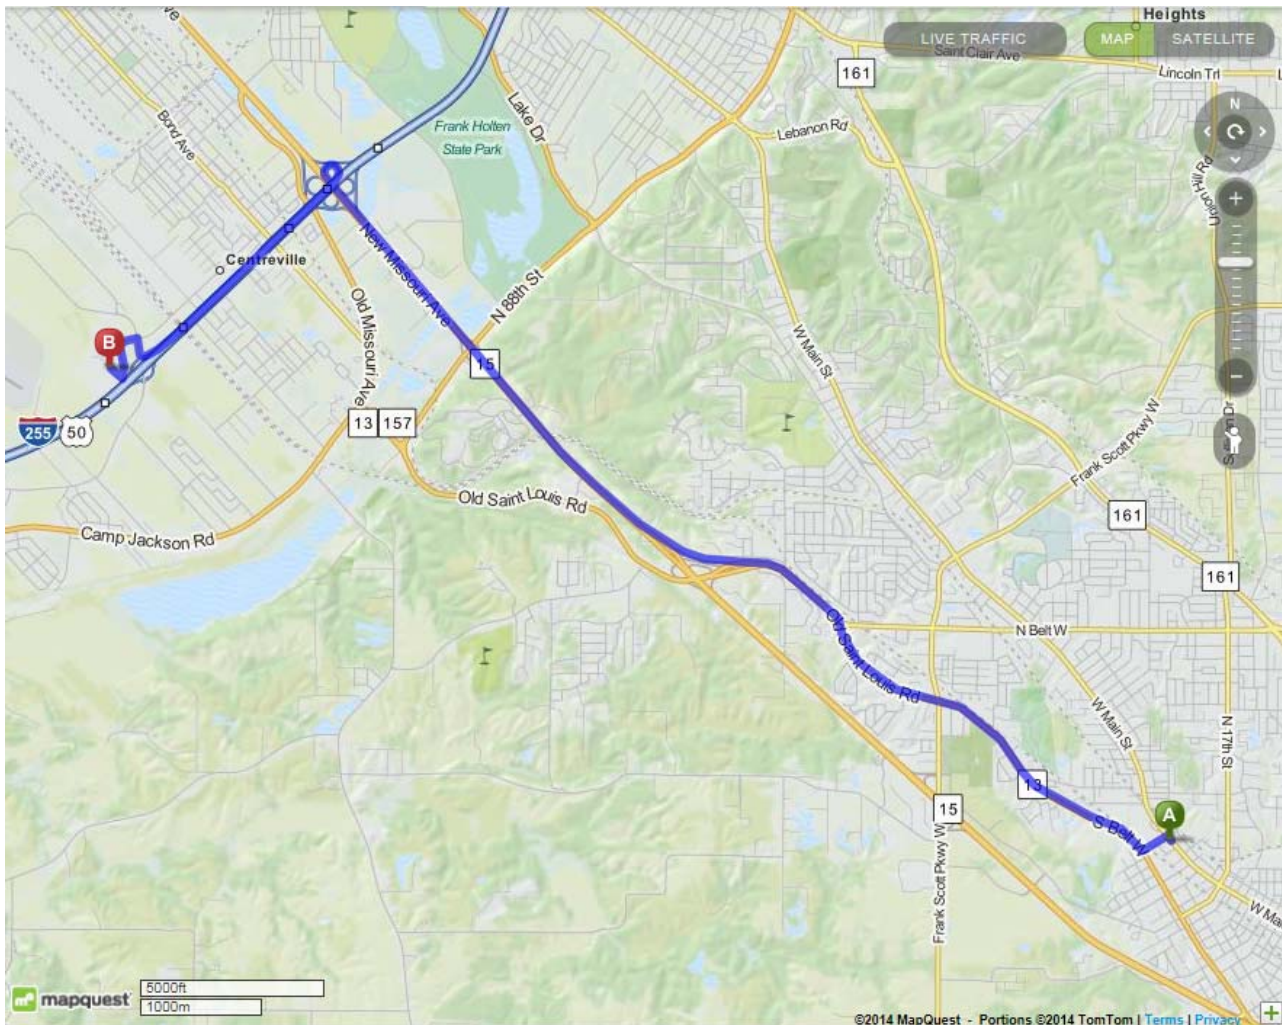 Heights
LIVE TRAFFIC
MAP
SATELLITE
Saint Clair Ave
Lincoln Trl
161
N
Lake Dr
Frank Holten
State Park
Bond Ave
Lebanon Rd
Union Hill Rd
New Missouri Ave
Centreville
N 88th St
Old Missouri Ave
W Main St
B
15
13
157
255
50
Frank Scott Pkwy W
Old Saint Louis Rd
161
Camp Jackson Rd
161
Old Saint Louis Rd
N Belt W
W Main St
N 17th St
13
15
A
S Belt W
Frank Scott Pkwy W
mapquest
5000ft
1000m
©2014 MapQuest - Portions ©2014 TomTom | Terms | Privacy